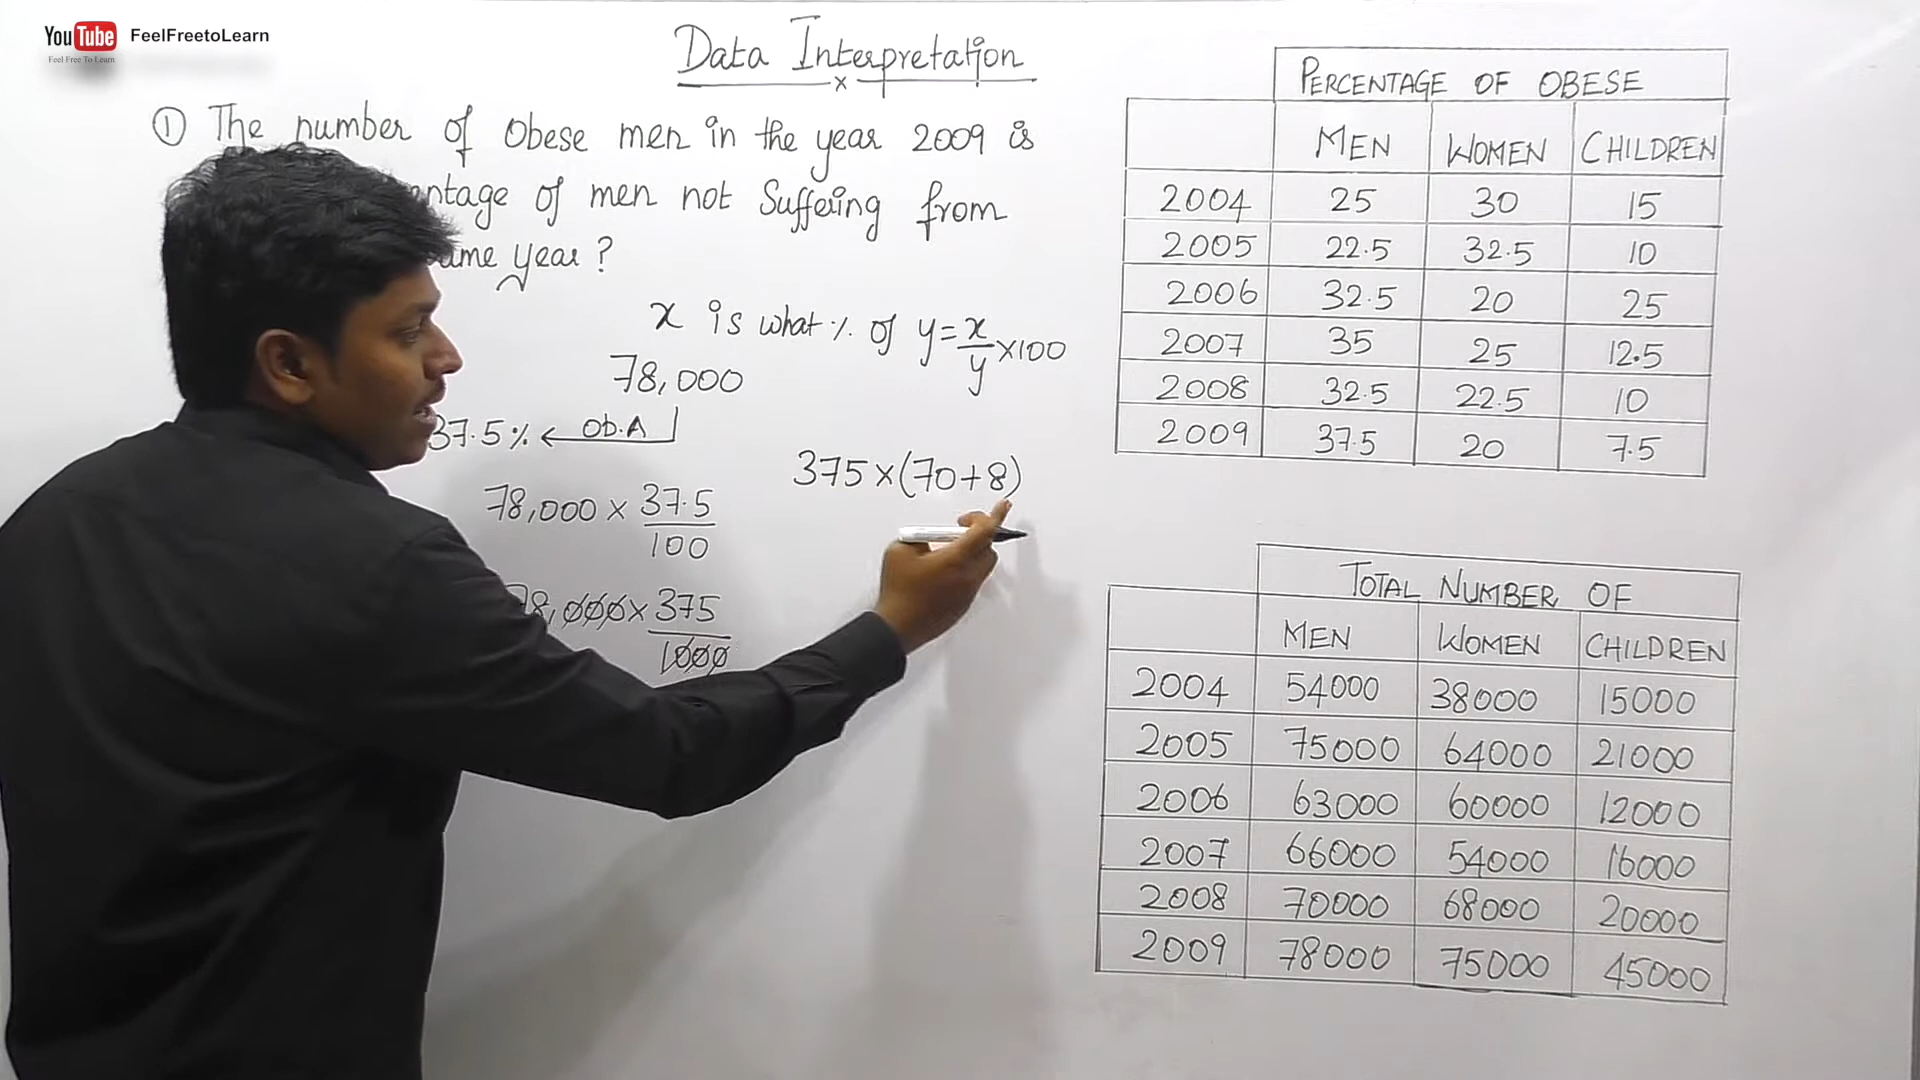 YouTube FeelFreetoLearn
Feel Free To Learn
Data Interpretation
x
① The number of Obese men in the year 2009 is
of men not Suffering from
year ?
x is what % of y = x/y × 100
78,000
37.5% ← Ob.A
375 × (70+8)
78,000 × 37.5/100
8,000 × 375/1000
PERCENTAGE OF OBESE
MEN WOMEN CHILDREN
2004 25 30 15
2005 22.5 32.5 10
2006 32.5 20 25
2007 35 25 12.5
2008 32.5 22.5 10
2009 37.5 20 7.5
TOTAL NUMBER OF
MEN WOMEN CHILDREN
2004 54000 38000 15000
2005 75000 64000 21000
2006 63000 60000 12000
2007 66000 54000 16000
2008 70000 68000 20000
2009 78000 75000 45000